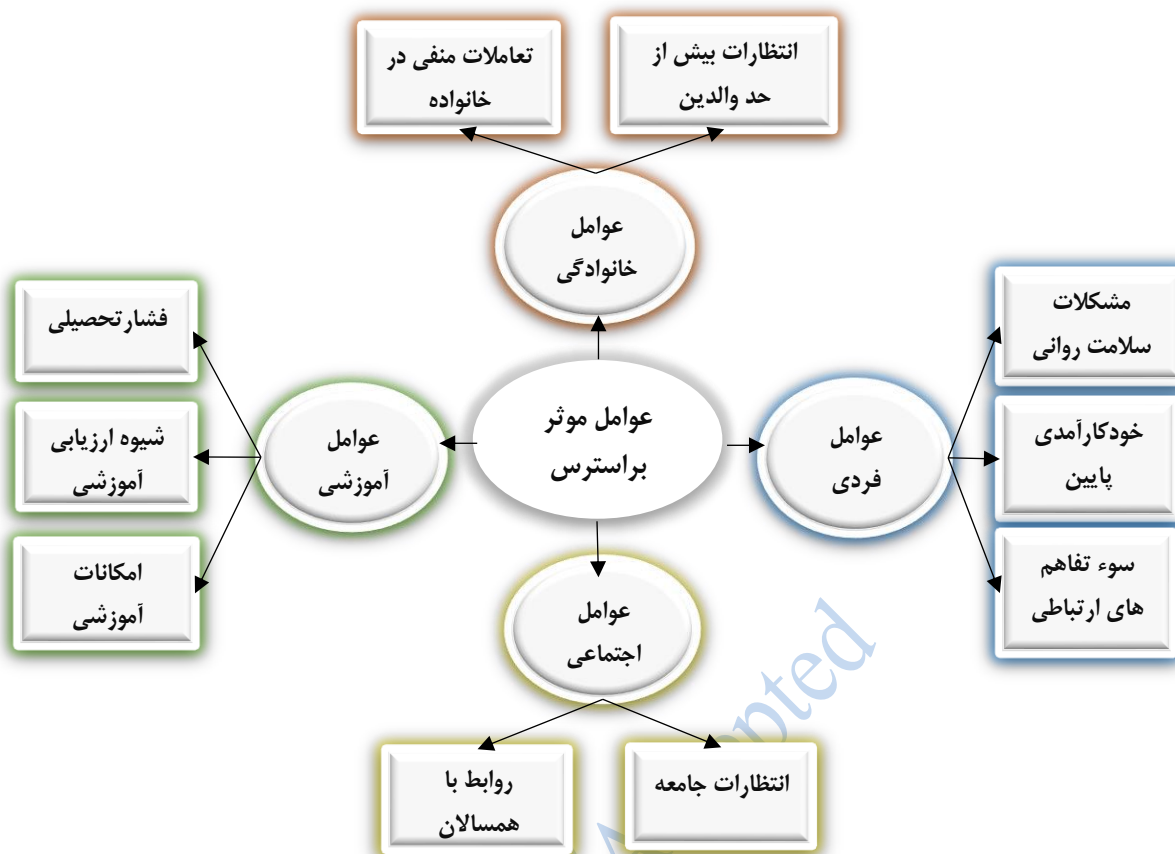 انتظارات بیش از
حد والدین
تعاملات منفی در
خانواده
عوامل
خانوادگی
مشکلات
سلامت روانی
خودکارآمدی
پایین
سوء تفاهم
های ارتباطی
عوامل
فردی
عوامل موثر
براسترس
عوامل
آموزشی
فشارتحصیلی
شیوه ارزیابی
آموزشی
امکانات
آموزشی
عوامل
اجتماعی
انتظارات جامعه
روابط با
همسالان